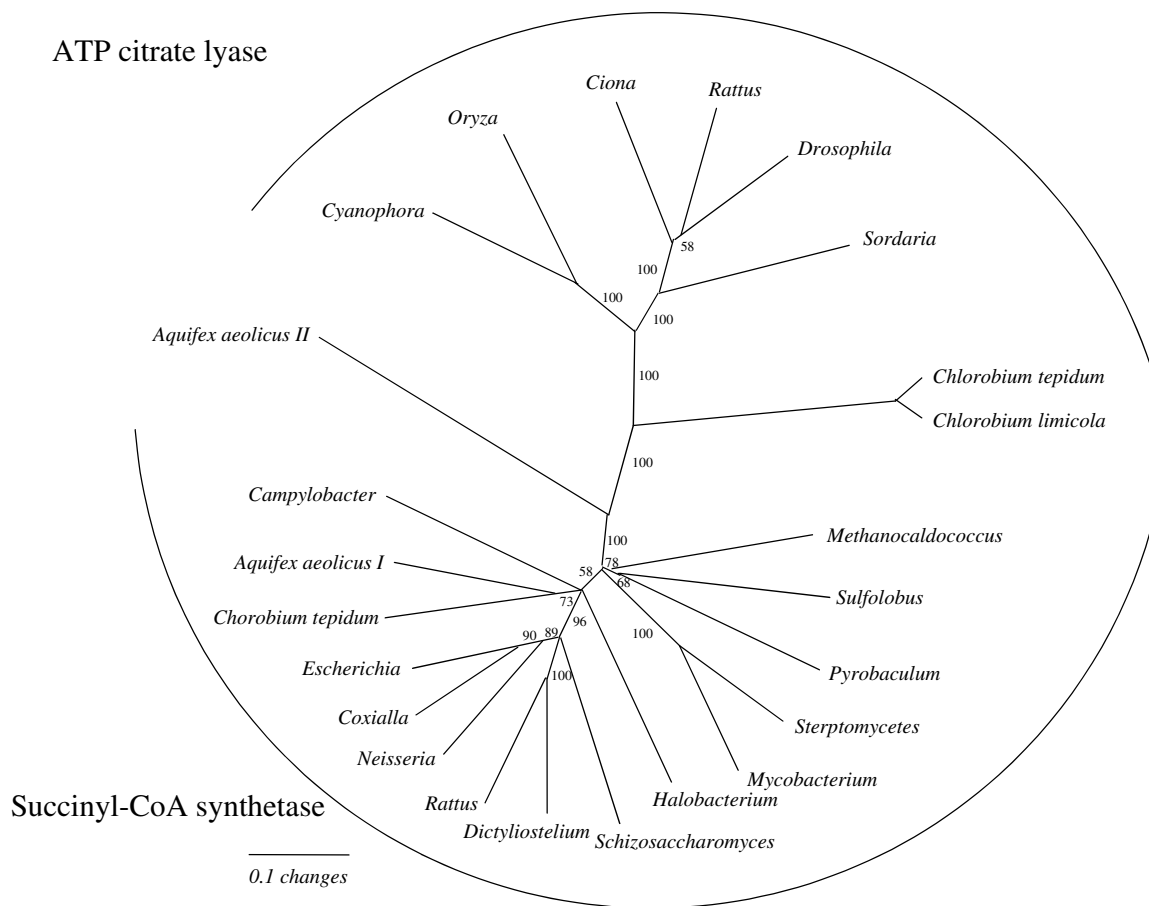 ATP citrate lyase
Ciona
Rattus
Oryza
Drosophila
Cyanophora
Sordaria
58
100
100
100
Aquifex aeolicus II
100
Chlorobium tepidum
Chlorobium limicola
100
Campylobacter
100
Methanocaldococcus
Aquifex aeolicus I
78
58
68
Sulfolobus
Chorobium tepidum
73
96
100
90
89
Escherichia
100
Pyrobaculum
Coxialla
Sterptomycetes
Neisseria
Mycobacterium
Rattus
Halobacterium
Succinyl-CoA synthetase
Dictyliostelium
Schizosaccharomyces
0.1 changes